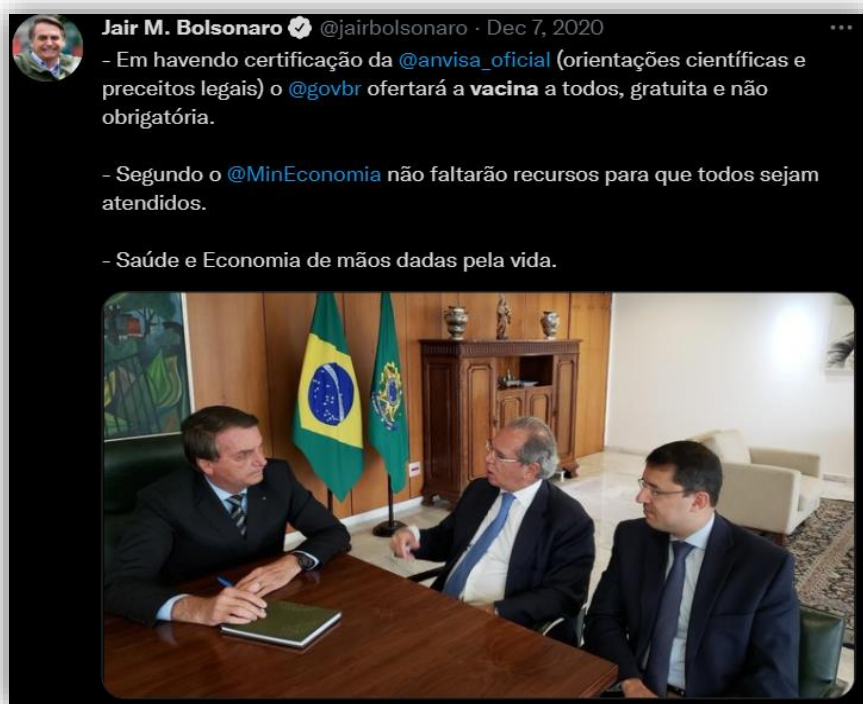 Jair M. Bolsonaro @jairbolsonaro · Dec 7, 2020
- Em havendo certificação da @anvisa_oficial (orientações científicas e
preceitos legais) o @govbr ofertará a vacina a todos, gratuita e não
obrigatória.
- Segundo o @MinEconomia não faltarão recursos para que todos sejam
atendidos.
- Saúde e Economia de mãos dadas pela vida.